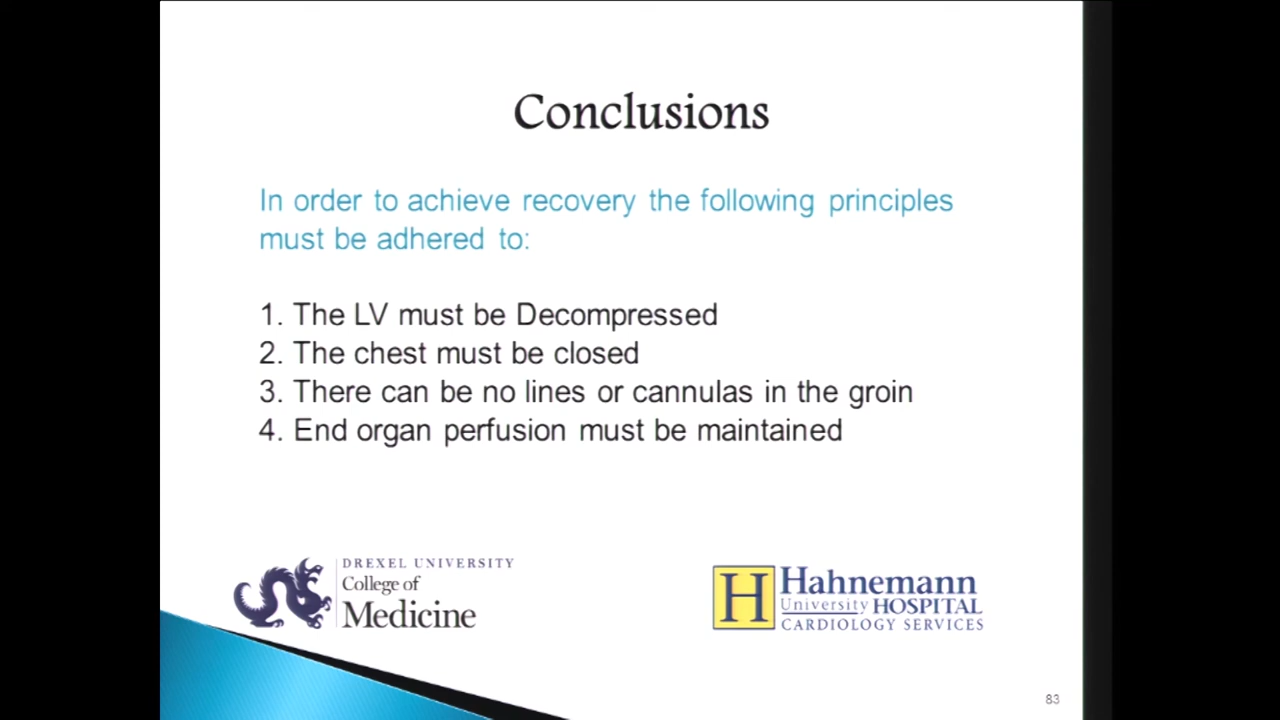 Conclusions
In order to achieve recovery the following principles
must be adhered to:
1. The LV must be Decompressed
2. The chest must be closed
3. There can be no lines or cannulas in the groin
4. End organ perfusion must be maintained
DREXEL UNIVERSITY
College of
Medicine
H
Hahnemann
University HOSPITAL
CARDIOLOGY SERVICES
83